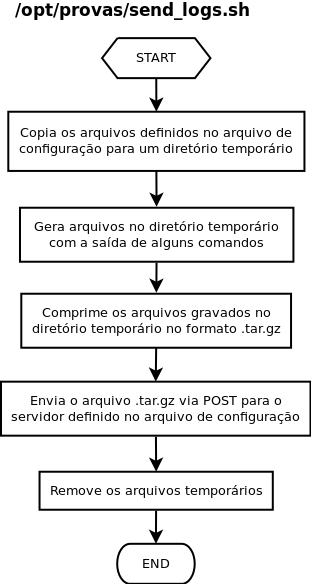 /opt/provas/send_logs.sh
START
Copia os arquivos definidos no arquivo de
configuração para um diretório temporário
Gera arquivos no diretório temporário
com a saída de alguns comandos
Comprime os arquivos gravados no
diretório temporário no formato .tar.gz
Envia o arquivo .tar.gz via POST para o
servidor definido no arquivo de configuração
Remove os arquivos temporários
END